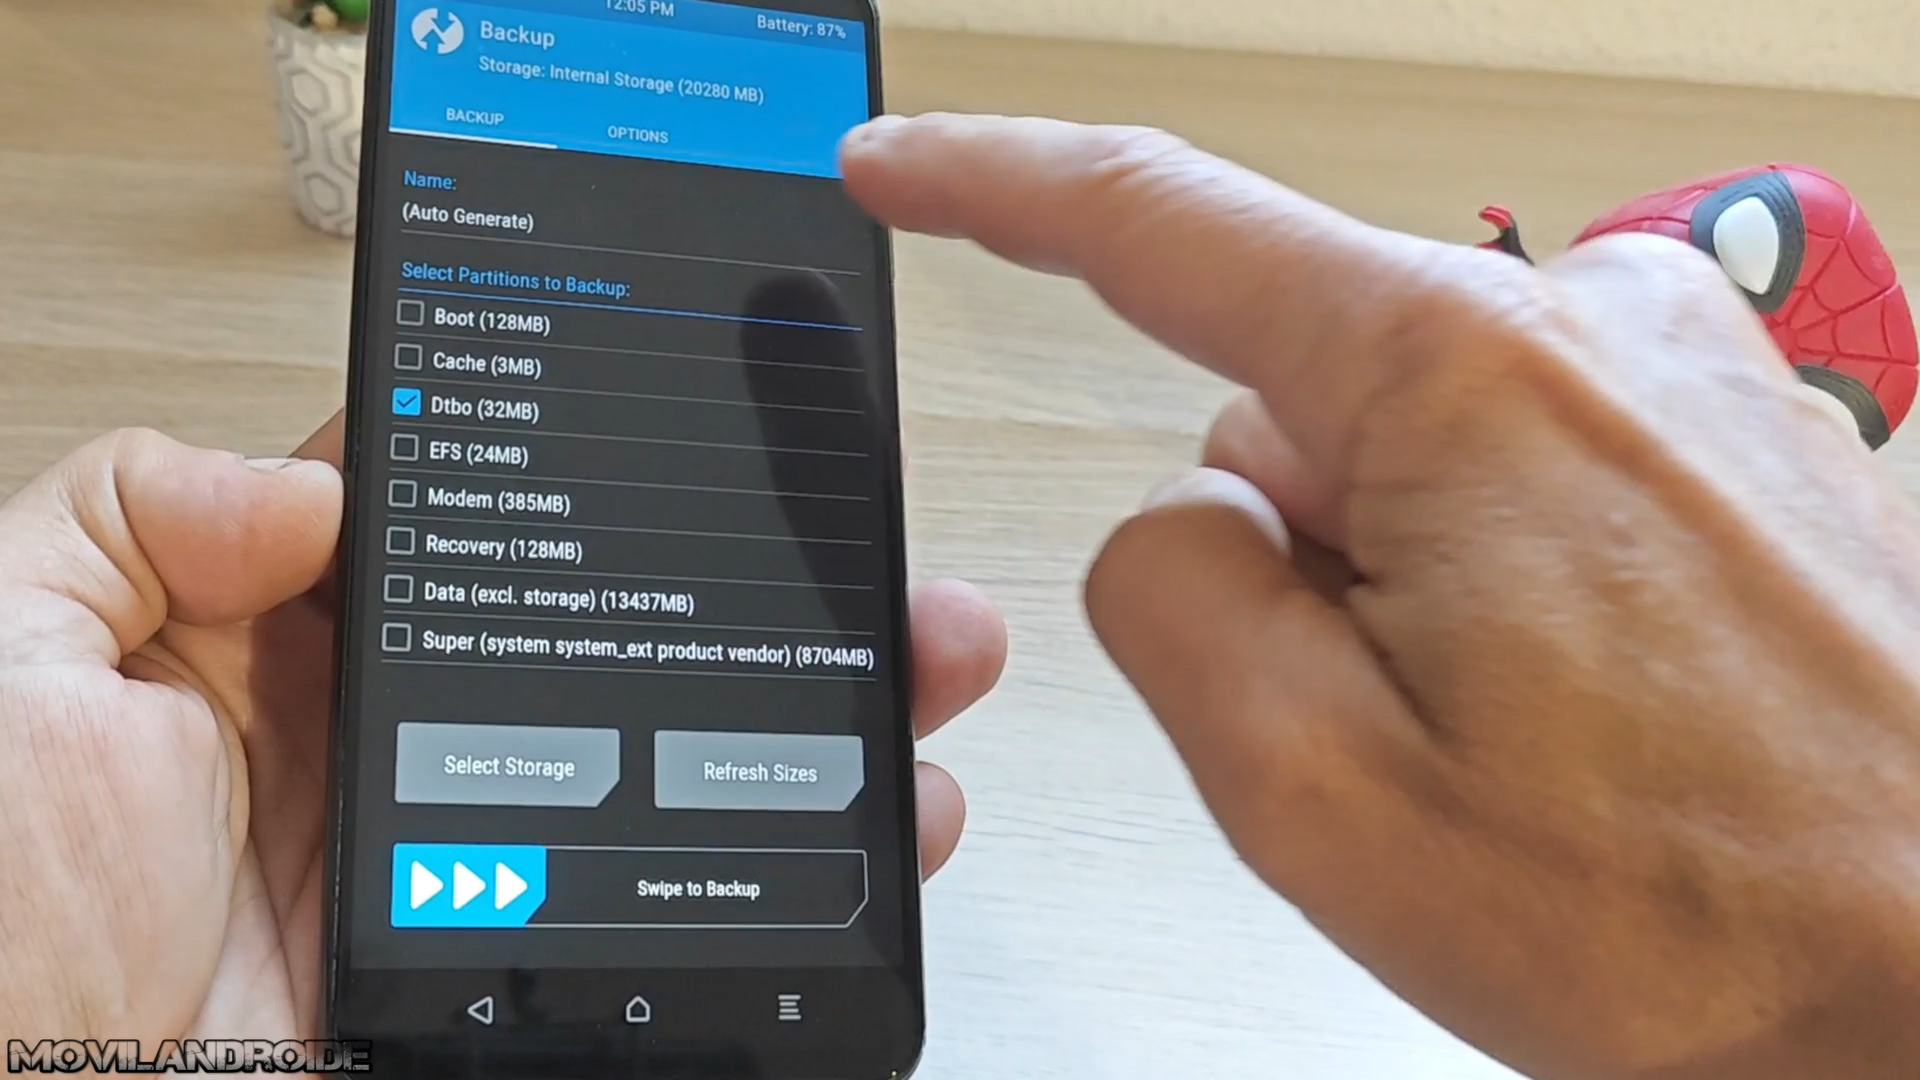 12:05 PM
Battery: 87%
Backup
Storage: Internal Storage (20280 MB)
BACKUP
OPTIONS
Name:
(Auto Generate)
Select Partitions to Backup:
Boot (128MB)
Cache (3MB)
Dtbo (32MB)
EFS (24MB)
Modem (385MB)
Recovery (128MB)
Data (excl. storage) (13437MB)
Super (system system_ext product vendor) (8704MB)
Select Storage
Refresh Sizes
Swipe to Backup
MOVILANDROIDE